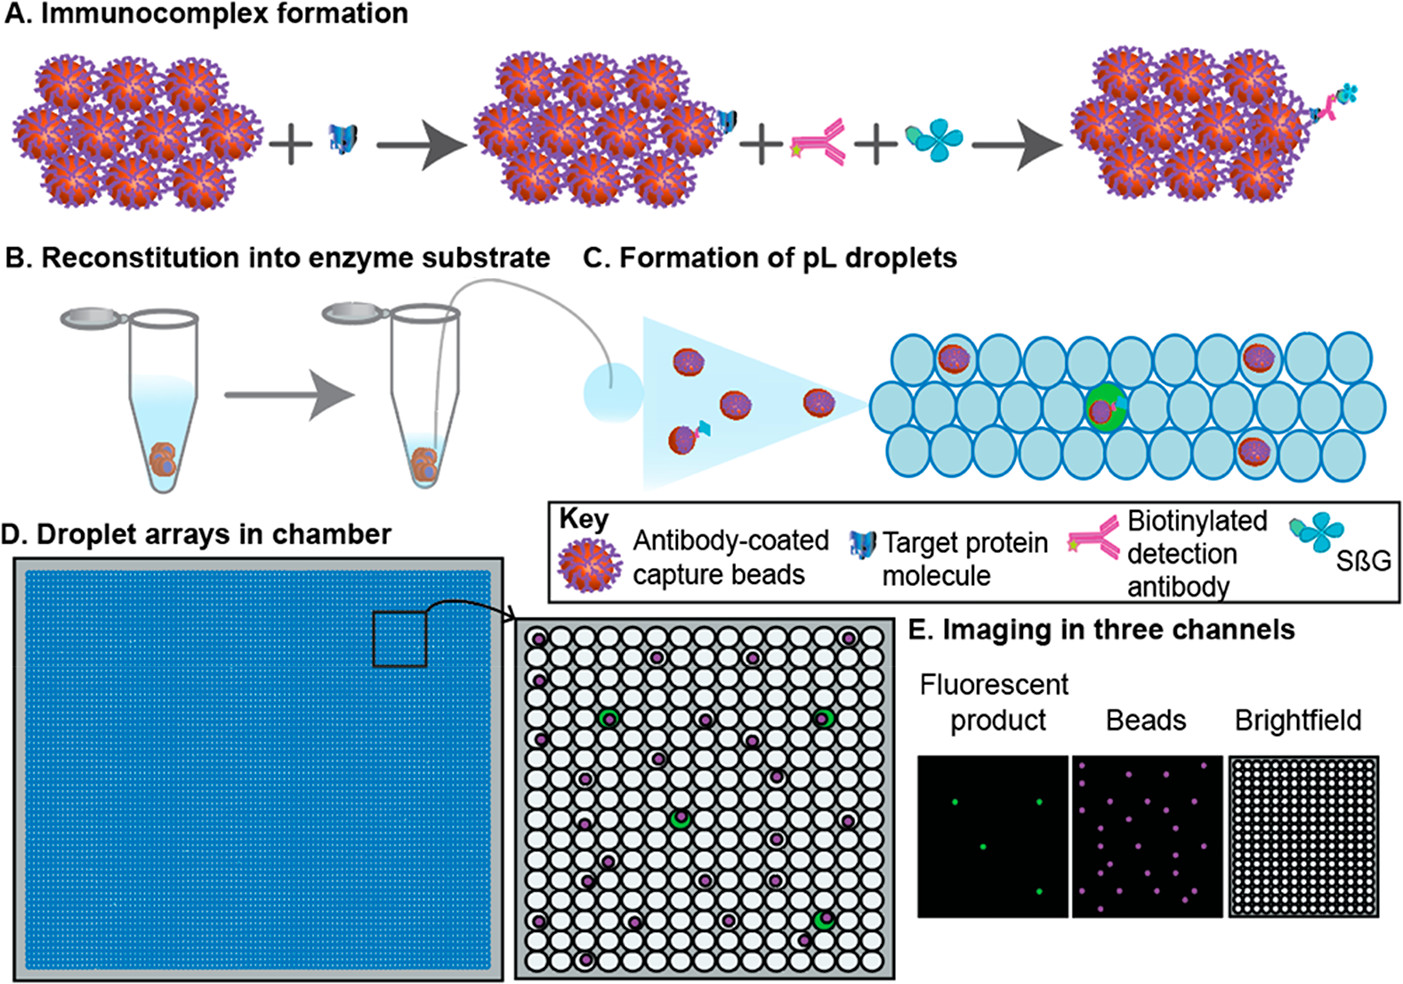 A. Immunocomplex formation
B. Reconstitution into enzyme substrate
C. Formation of pL droplets
Key
Antibody-coated
capture beads
Target protein
molecule
Biotinylated
detection
antibody
SßG
D. Droplet arrays in chamber
E. Imaging in three channels
Fluorescent
product
Beads
Brightfield